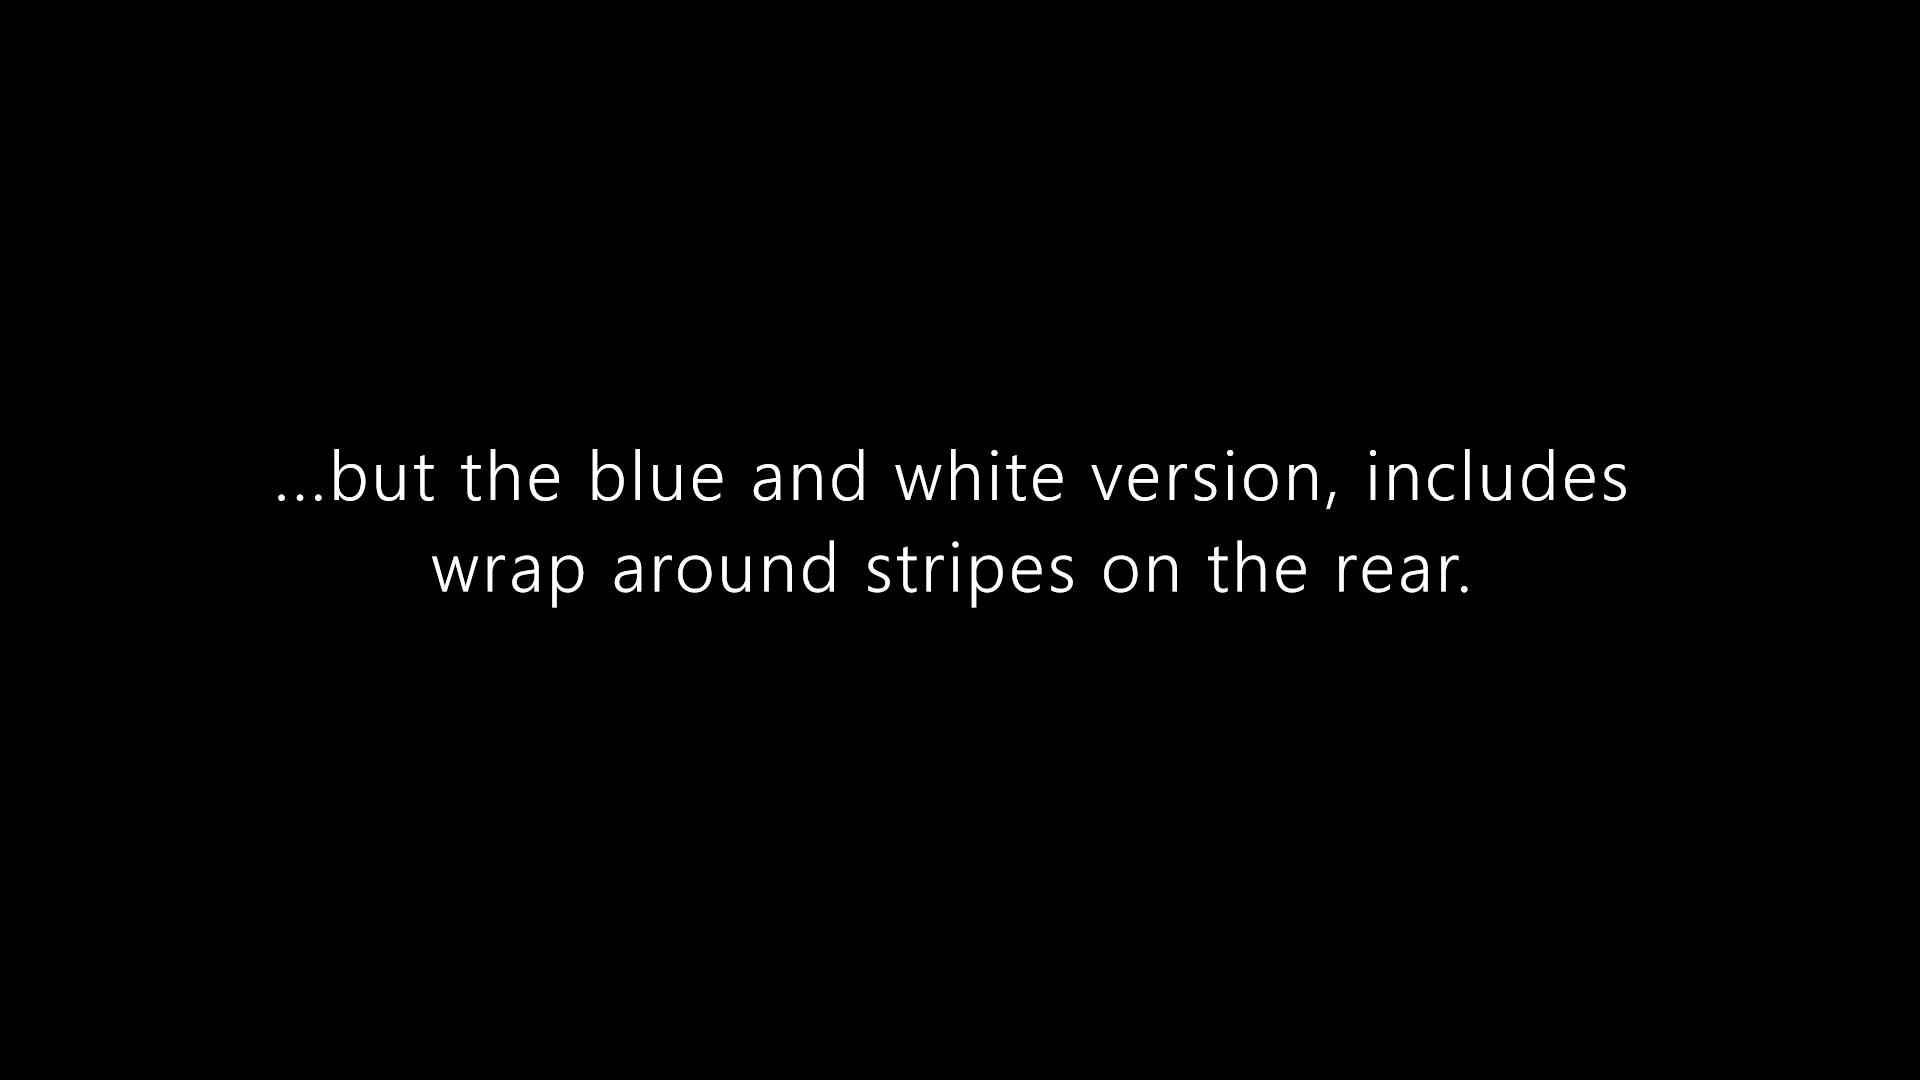 ...but the blue and white version, includes
wrap around stripes on the rear.